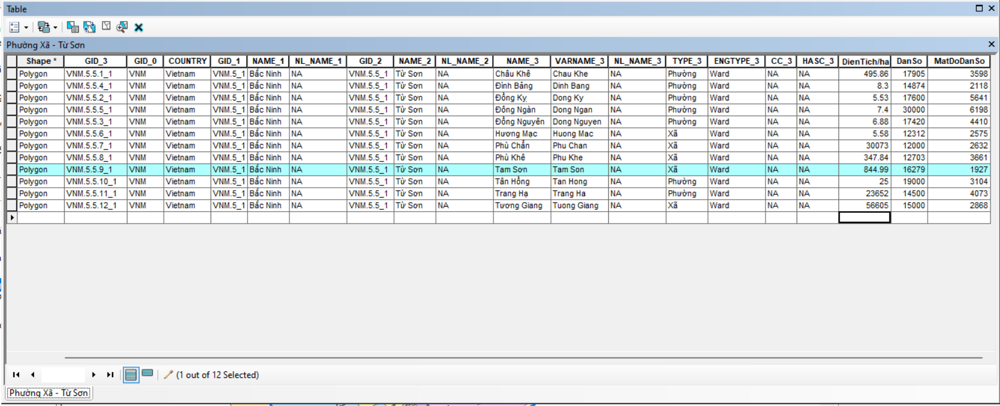 Table
Phường Xã - Từ Sơn
Shape * GID_3 GID_0 COUNTRY GID_1 NAME_1 NL_NAME_1 GID_2 NAME_2 NL_NAME_2 NAME_3 VARNAME_3 NL_NAME_3 TYPE_3 ENGTYPE_3 CC_3 HASC_3 DienTich/ha DanSo MatDoDanSo
Polygon VNM.5.5.1_1 VNM Vietnam VNM.5_1 Bắc Ninh NA VNM.5.5_1 Từ Sơn NA Châu Khê Chau Khe NA Phường Ward NA NA 495.86 17905 3598
Polygon VNM.5.5.4_1 VNM Vietnam VNM.5_1 Bắc Ninh NA VNM.5.5_1 Từ Sơn NA Đình Bảng Dinh Bang NA Phường Ward NA NA 8.3 14874 2118
Polygon VNM.5.5.2_1 VNM Vietnam VNM.5_1 Bắc Ninh NA VNM.5.5_1 Từ Sơn NA Đồng Kỵ Dong Ky NA Phường Ward NA NA 5.53 17600 5641
Polygon VNM.5.5.5_1 VNM Vietnam VNM.5_1 Bắc Ninh NA VNM.5.5_1 Từ Sơn NA Đông Ngàn Dong Ngan NA Phường Ward NA NA 7.4 30000 6198
Polygon VNM.5.5.3_1 VNM Vietnam VNM.5_1 Bắc Ninh NA VNM.5.5_1 Từ Sơn NA Đồng Nguyên Dong Nguyen NA Phường Ward NA NA 6.88 17420 4410
Polygon VNM.5.5.6_1 VNM Vietnam VNM.5_1 Bắc Ninh NA VNM.5.5_1 Từ Sơn NA Hương Mạc Huong Mac NA Xã Ward NA NA 5.58 12312 2575
Polygon VNM.5.5.7_1 VNM Vietnam VNM.5_1 Bắc Ninh NA VNM.5.5_1 Từ Sơn NA Phù Chẩn Phu Chan NA Xã Ward NA NA 30073 12000 2632
Polygon VNM.5.5.8_1 VNM Vietnam VNM.5_1 Bắc Ninh NA VNM.5.5_1 Từ Sơn NA Phù Khê Phu Khe NA Xã Ward NA NA 347.84 12703 3661
Polygon VNM.5.5.9_1 VNM Vietnam VNM.5_1 Bắc Ninh NA VNM.5.5_1 Từ Sơn NA Tam Sơn Tam Son NA Xã Ward NA NA 844.99 16279 1927
Polygon VNM.5.5.10_1 VNM Vietnam VNM.5_1 Bắc Ninh NA VNM.5.5_1 Từ Sơn NA Tân Hồng Tan Hong NA Phường Ward NA NA 25 19000 3104
Polygon VNM.5.5.11_1 VNM Vietnam VNM.5_1 Bắc Ninh NA VNM.5.5_1 Từ Sơn NA Trang Hạ Trang Ha NA Phường Ward NA NA 23652 14500 4073
Polygon VNM.5.5.12_1 VNM Vietnam VNM.5_1 Bắc Ninh NA VNM.5.5_1 Từ Sơn NA Tương Giang Tuong Giang NA Xã Ward NA NA 56605 15000 2868
(1 out of 12 Selected)
Phường Xã - Từ Sơn